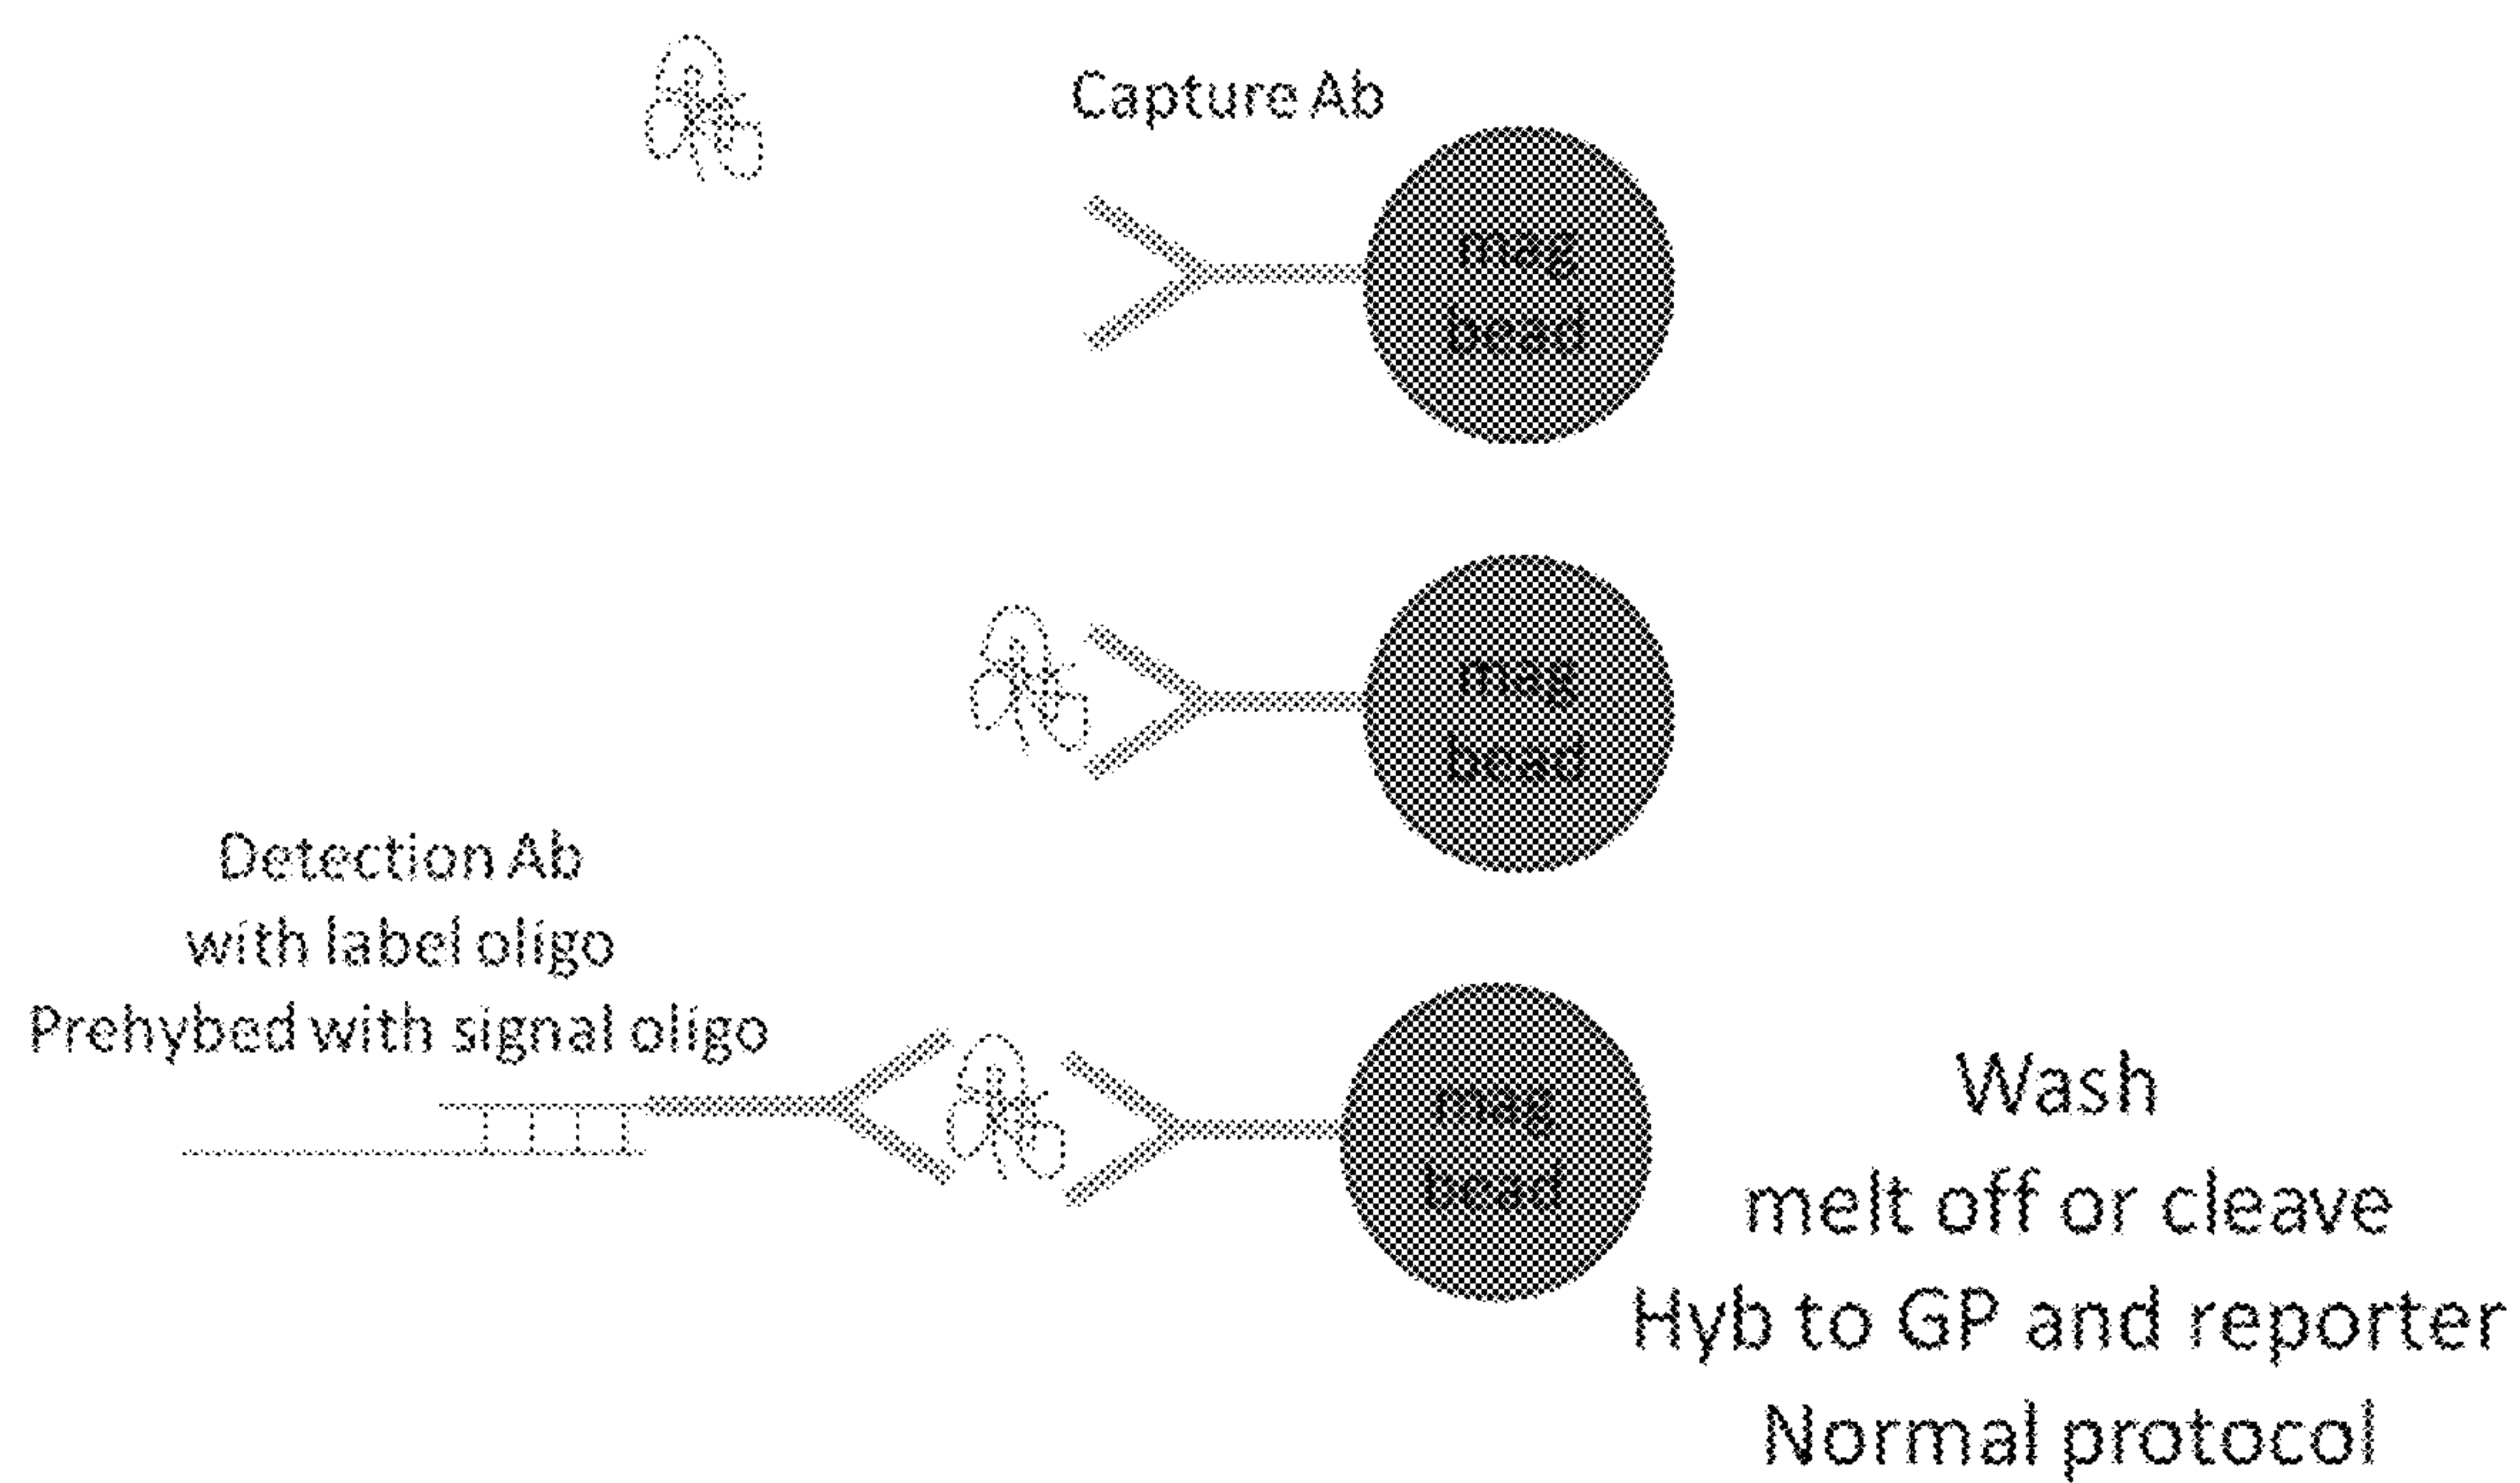 Capture Ab
mag
bead
mag
bead
Detection Ab
with label oligo
Prehybed with signal oligo
mag
bead
Wash
melt off or cleave
Hyb to GP and reporter
Normal protocol